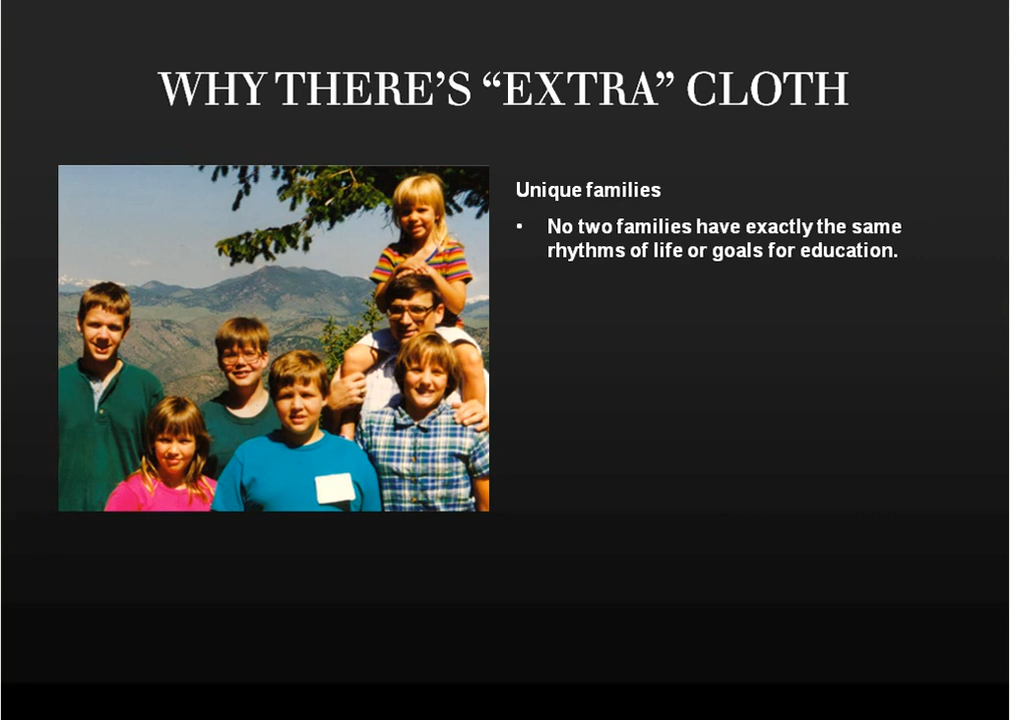 WHY THERE’S “EXTRA” CLOTH
Unique families
• No two families have exactly the same
rhythms of life or goals for education.